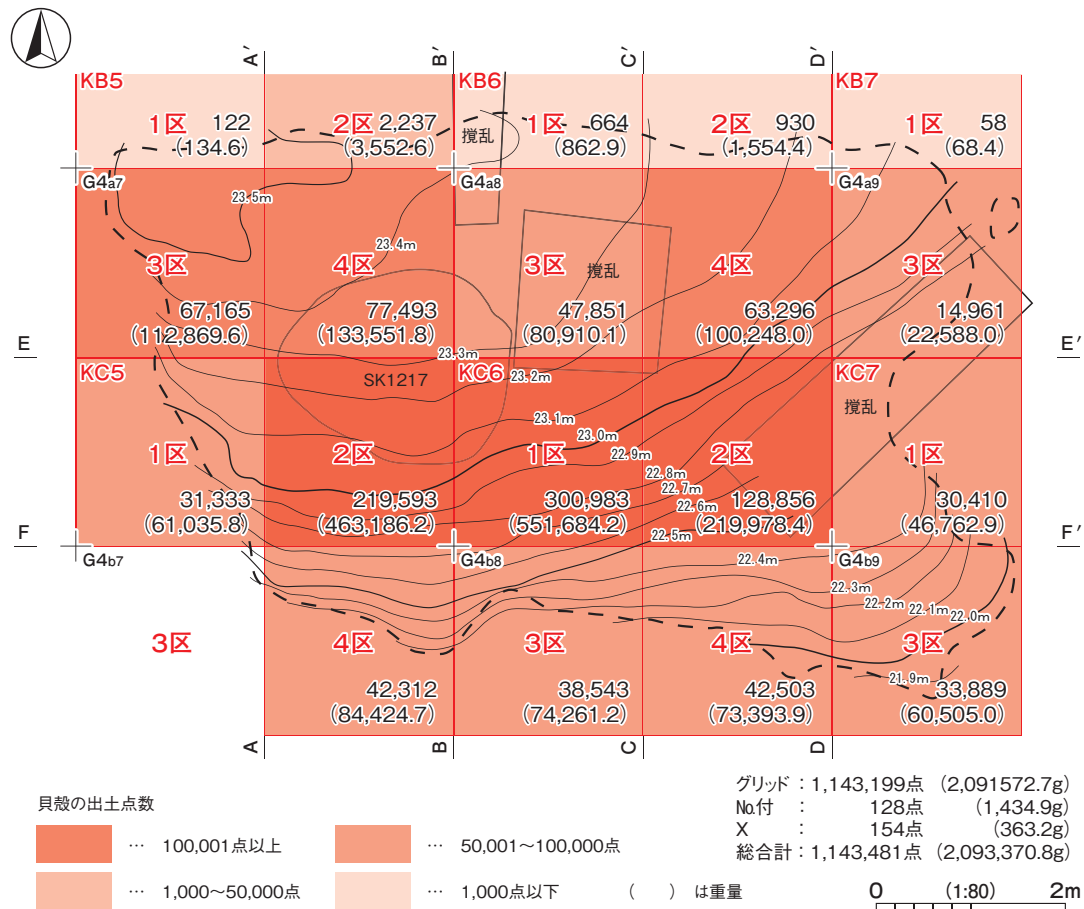 A′ B′ C′ D′
KB5 KB6 KB7
1区 122
(134.6)
2区 2,237
(3,552.6)
撹乱
1区 664
(862.9)
2区 930
(1,554.4)
1区 58
(68.4)
G4a7 G4a8 G4a9
23.5m
23.4m
3区
67,165
(112,869.6)
4区
77,493
(133,551.8)
3区
撹乱
47,851
(80,910.1)
4区
63,296
(100,248.0)
3区
14,961
(22,588.0)
E E′
23.3m
KC5 KC6 KC7
SK1217
23.2m
撹乱
23.1m
23.0m
22.9m
22.8m
22.7m
22.6m
22.5m
1区
31,333
(61,035.8)
2区
219,593
(463,186.2)
1区
300,983
(551,684.2)
2区
128,856
(219,978.4)
1区
30,410
(46,762.9)
F F′
G4b7 G4b8 G4b9
22.4m
22.3m
22.2m
22.1m
22.0m
21.9m
3区
4区
42,312
(84,424.7)
3区
38,543
(74,261.2)
4区
42,503
(73,393.9)
3区
33,889
(60,505.0)
A B C D
貝殻の出土点数
… 100,001点以上
… 50,001〜100,000点
… 1,000〜50,000点
… 1,000点以下
( )は重量
グリッド：1,143,199点 (2,091572.7g)
№付 ： 128点 (1,434.9g)
X ： 154点 (363.2g)
総合計：1,143,481点 (2,093,370.8g)
0 (1:80) 2m